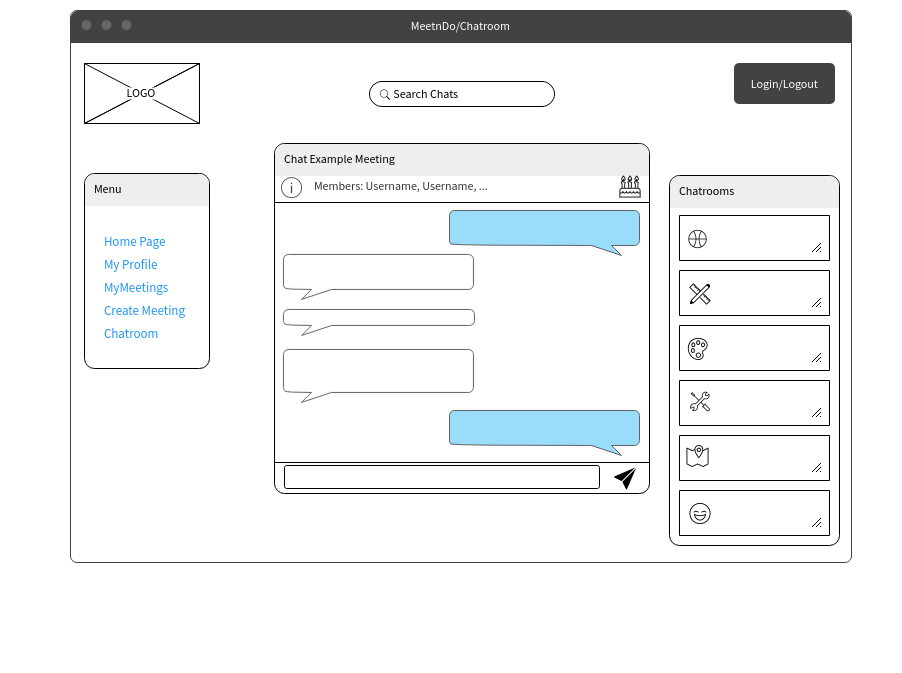 MeetnDo/Chatroom
LOGO
Search Chats
Login/Logout
Menu
Home Page
My Profile
MyMeetings
Create Meeting
Chatroom
Chat Example Meeting
i
Members: Username, Username, ...
Chatrooms